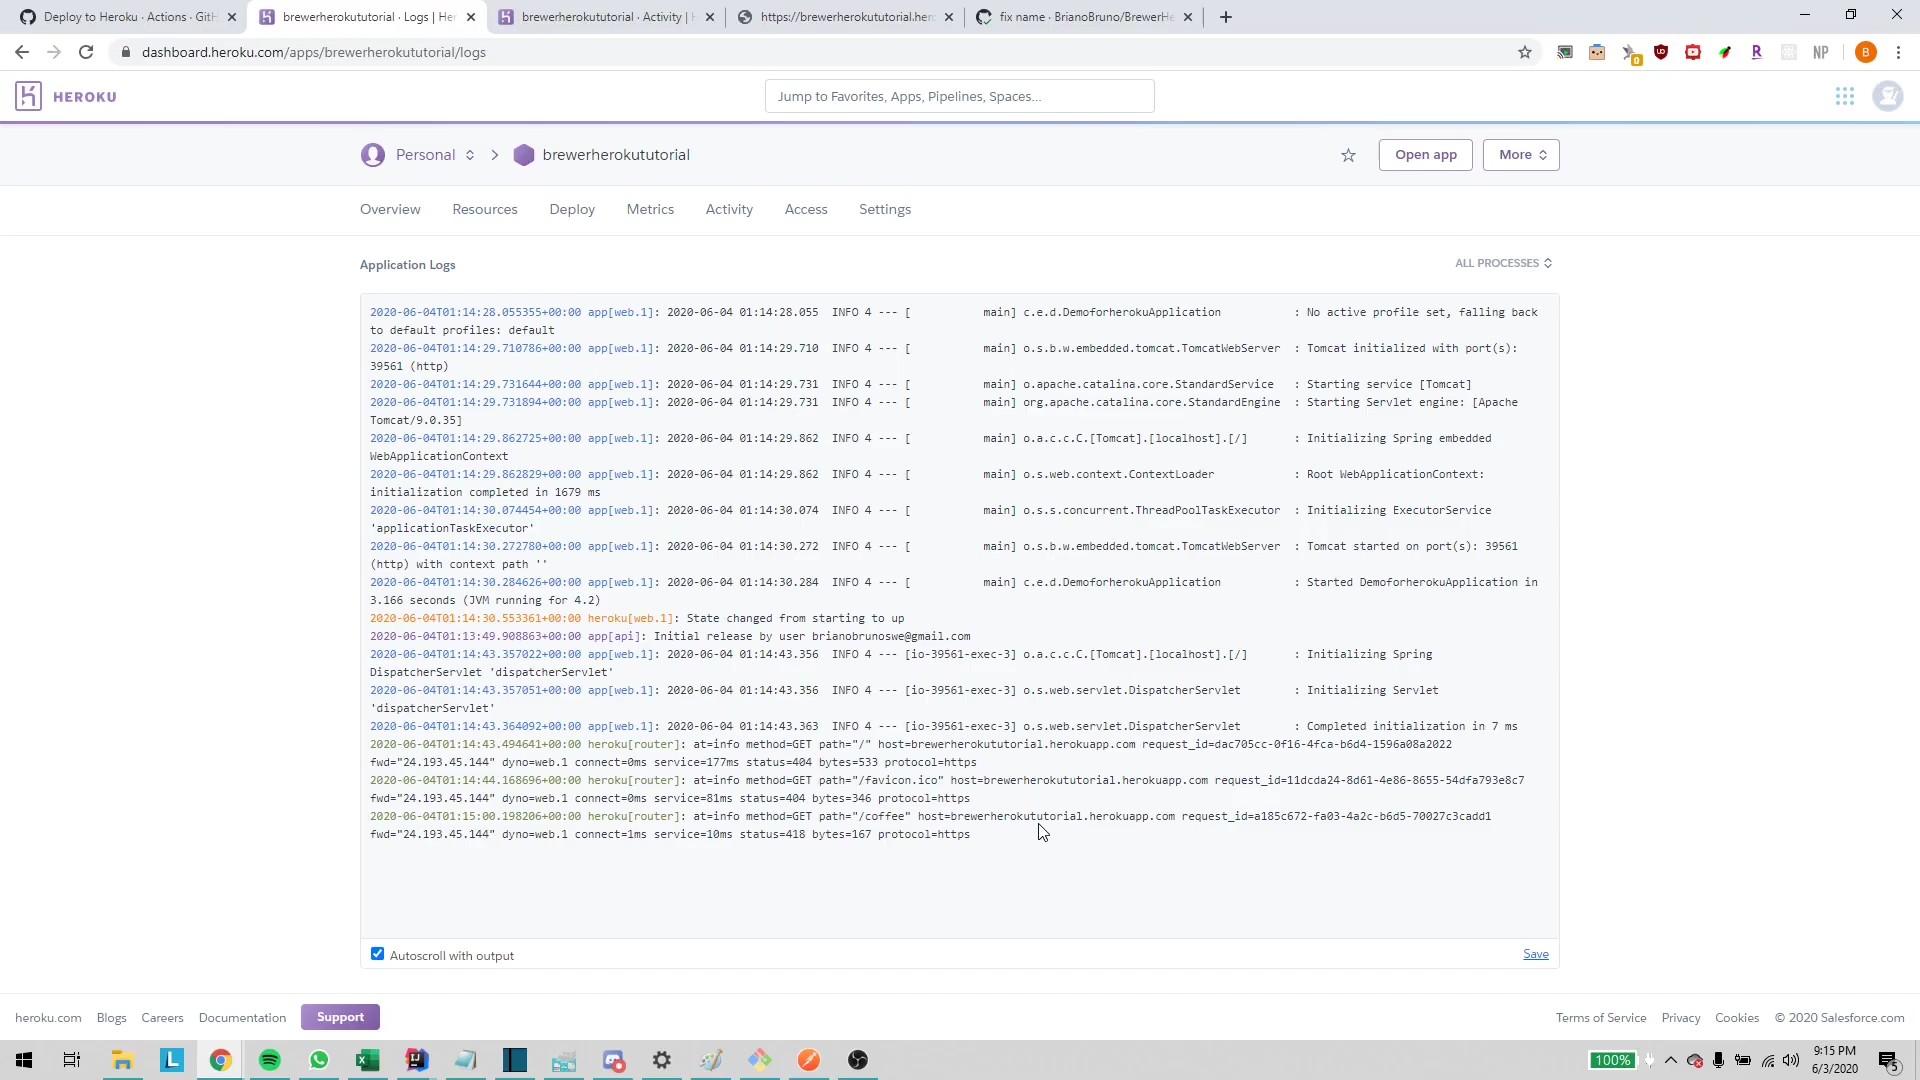 Deploy to Heroku · Actions · GitH
brewerherokututorial · Logs | Her
brewerherokututorial · Activity | H
https://brewerherokututorial.hero
fix name · BrianoBruno/BrewerHe
dashboard.heroku.com/apps/brewerherokututorial/logs
0
R
NP
B
HEROKU
Jump to Favorites, Apps, Pipelines, Spaces...
Personal
brewerherokututorial
Open app
More
Overview
Resources
Deploy
Metrics
Activity
Access
Settings
Application Logs
ALL PROCESSES
2020-06-04T01:14:28.055355+00:00 app[web.1]: 2020-06-04 01:14:28.055  INFO 4 --- [           main] c.e.d.DemoforherokuApplication           : No active profile set, falling back
to default profiles: default
2020-06-04T01:14:29.710786+00:00 app[web.1]: 2020-06-04 01:14:29.710  INFO 4 --- [           main] o.s.b.w.embedded.tomcat.TomcatWebServer  : Tomcat initialized with port(s):
39561 (http)
2020-06-04T01:14:29.731644+00:00 app[web.1]: 2020-06-04 01:14:29.731  INFO 4 --- [           main] o.apache.catalina.core.StandardService   : Starting service [Tomcat]
2020-06-04T01:14:29.731894+00:00 app[web.1]: 2020-06-04 01:14:29.731  INFO 4 --- [           main] org.apache.catalina.core.StandardEngine  : Starting Servlet engine: [Apache
Tomcat/9.0.35]
2020-06-04T01:14:29.862725+00:00 app[web.1]: 2020-06-04 01:14:29.862  INFO 4 --- [           main] o.a.c.c.C.[Tomcat].[localhost].[/]       : Initializing Spring embedded
WebApplicationContext
2020-06-04T01:14:29.862829+00:00 app[web.1]: 2020-06-04 01:14:29.862  INFO 4 --- [           main] o.s.web.context.ContextLoader            : Root WebApplicationContext:
initialization completed in 1679 ms
2020-06-04T01:14:30.074454+00:00 app[web.1]: 2020-06-04 01:14:30.074  INFO 4 --- [           main] o.s.s.concurrent.ThreadPoolTaskExecutor  : Initializing ExecutorService
'applicationTaskExecutor'
2020-06-04T01:14:30.272780+00:00 app[web.1]: 2020-06-04 01:14:30.272  INFO 4 --- [           main] o.s.b.w.embedded.tomcat.TomcatWebServer  : Tomcat started on port(s): 39561
(http) with context path ''
2020-06-04T01:14:30.284626+00:00 app[web.1]: 2020-06-04 01:14:30.284  INFO 4 --- [           main] c.e.d.DemoforherokuApplication           : Started DemoforherokuApplication in
3.166 seconds (JVM running for 4.2)
2020-06-04T01:14:30.553361+00:00 heroku[web.1]: State changed from starting to up
2020-06-04T01:13:49.908863+00:00 app[api]: Initial release by user brianobrunoswe@gmail.com
2020-06-04T01:14:43.357022+00:00 app[web.1]: 2020-06-04 01:14:43.356  INFO 4 --- [io-39561-exec-3] o.a.c.c.C.[Tomcat].[localhost].[/]       : Initializing Spring
DispatcherServlet 'dispatcherServlet'
2020-06-04T01:14:43.357051+00:00 app[web.1]: 2020-06-04 01:14:43.356  INFO 4 --- [io-39561-exec-3] o.s.web.servlet.DispatcherServlet        : Initializing Servlet
'dispatcherServlet'
2020-06-04T01:14:43.364092+00:00 app[web.1]: 2020-06-04 01:14:43.363  INFO 4 --- [io-39561-exec-3] o.s.web.servlet.DispatcherServlet        : Completed initialization in 7 ms
2020-06-04T01:14:43.494641+00:00 heroku[router]: at=info method=GET path="/" host=brewerherokututorial.herokuapp.com request_id=dac705cc-0f16-4fca-b6d4-1596a08a2022
fwd="24.193.45.144" dyno=web.1 connect=0ms service=177ms status=404 bytes=533 protocol=https
2020-06-04T01:14:44.168696+00:00 heroku[router]: at=info method=GET path="/favicon.ico" host=brewerherokututorial.herokuapp.com request_id=11dcda24-8d61-4e86-8655-54dfa793e8c7
fwd="24.193.45.144" dyno=web.1 connect=0ms service=81ms status=404 bytes=346 protocol=https
2020-06-04T01:15:00.198206+00:00 heroku[router]: at=info method=GET path="/coffee" host=brewerherokututorial.herokuapp.com request_id=a185c672-fa03-4a2c-b6d5-70027c3cadd1
fwd="24.193.45.144" dyno=web.1 connect=1ms service=10ms status=418 bytes=167 protocol=https
Autoscroll with output
Save
heroku.com
Blogs
Careers
Documentation
Support
Terms of Service
Privacy
Cookies
© 2020 Salesforce.com
100%
9:15 PM
6/3/2020
5